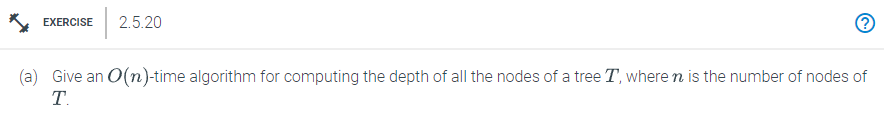 EXERCISE 2.5.20
(a) Give an O(n)-time algorithm for computing the depth of all the nodes of a tree T, where n is the number of nodes of
T.